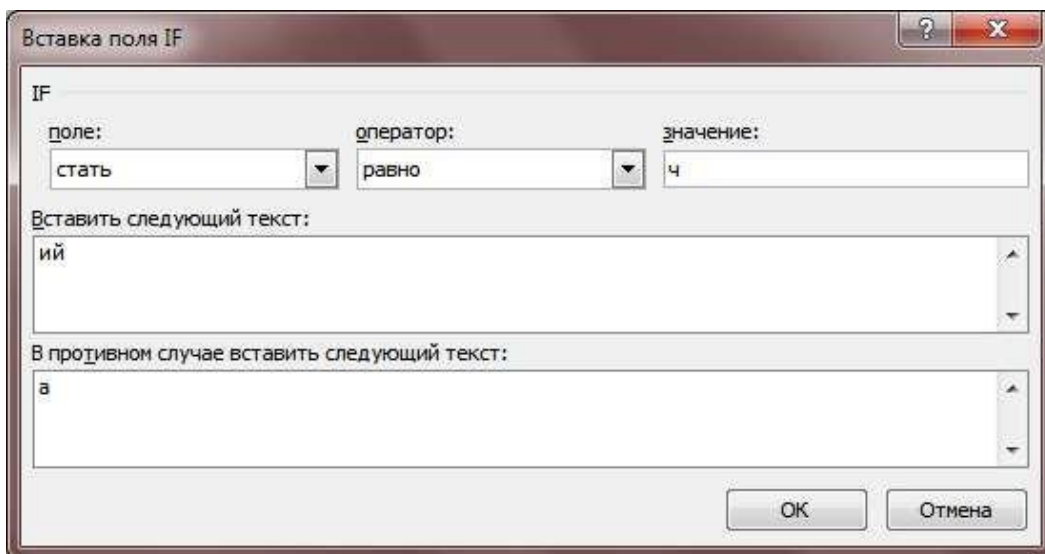 Вставка поля IF
IF
поле: оператор: значение:
стать равно ч
Вставить следующий текст:
ий
В противном случае вставить следующий текст:
а
ОК Отмена